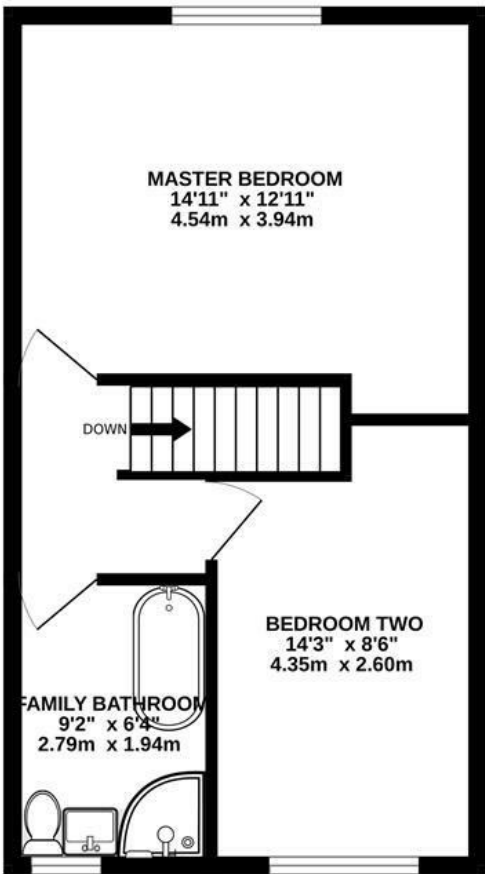 MASTER BEDROOM
14'11" x 12'11"
4.54m x 3.94m
DOWN
BEDROOM TWO
14'3" x 8'6"
4.35m x 2.60m
FAMILY BATHROOM
9'2" x 6'4"
2.79m x 1.94m